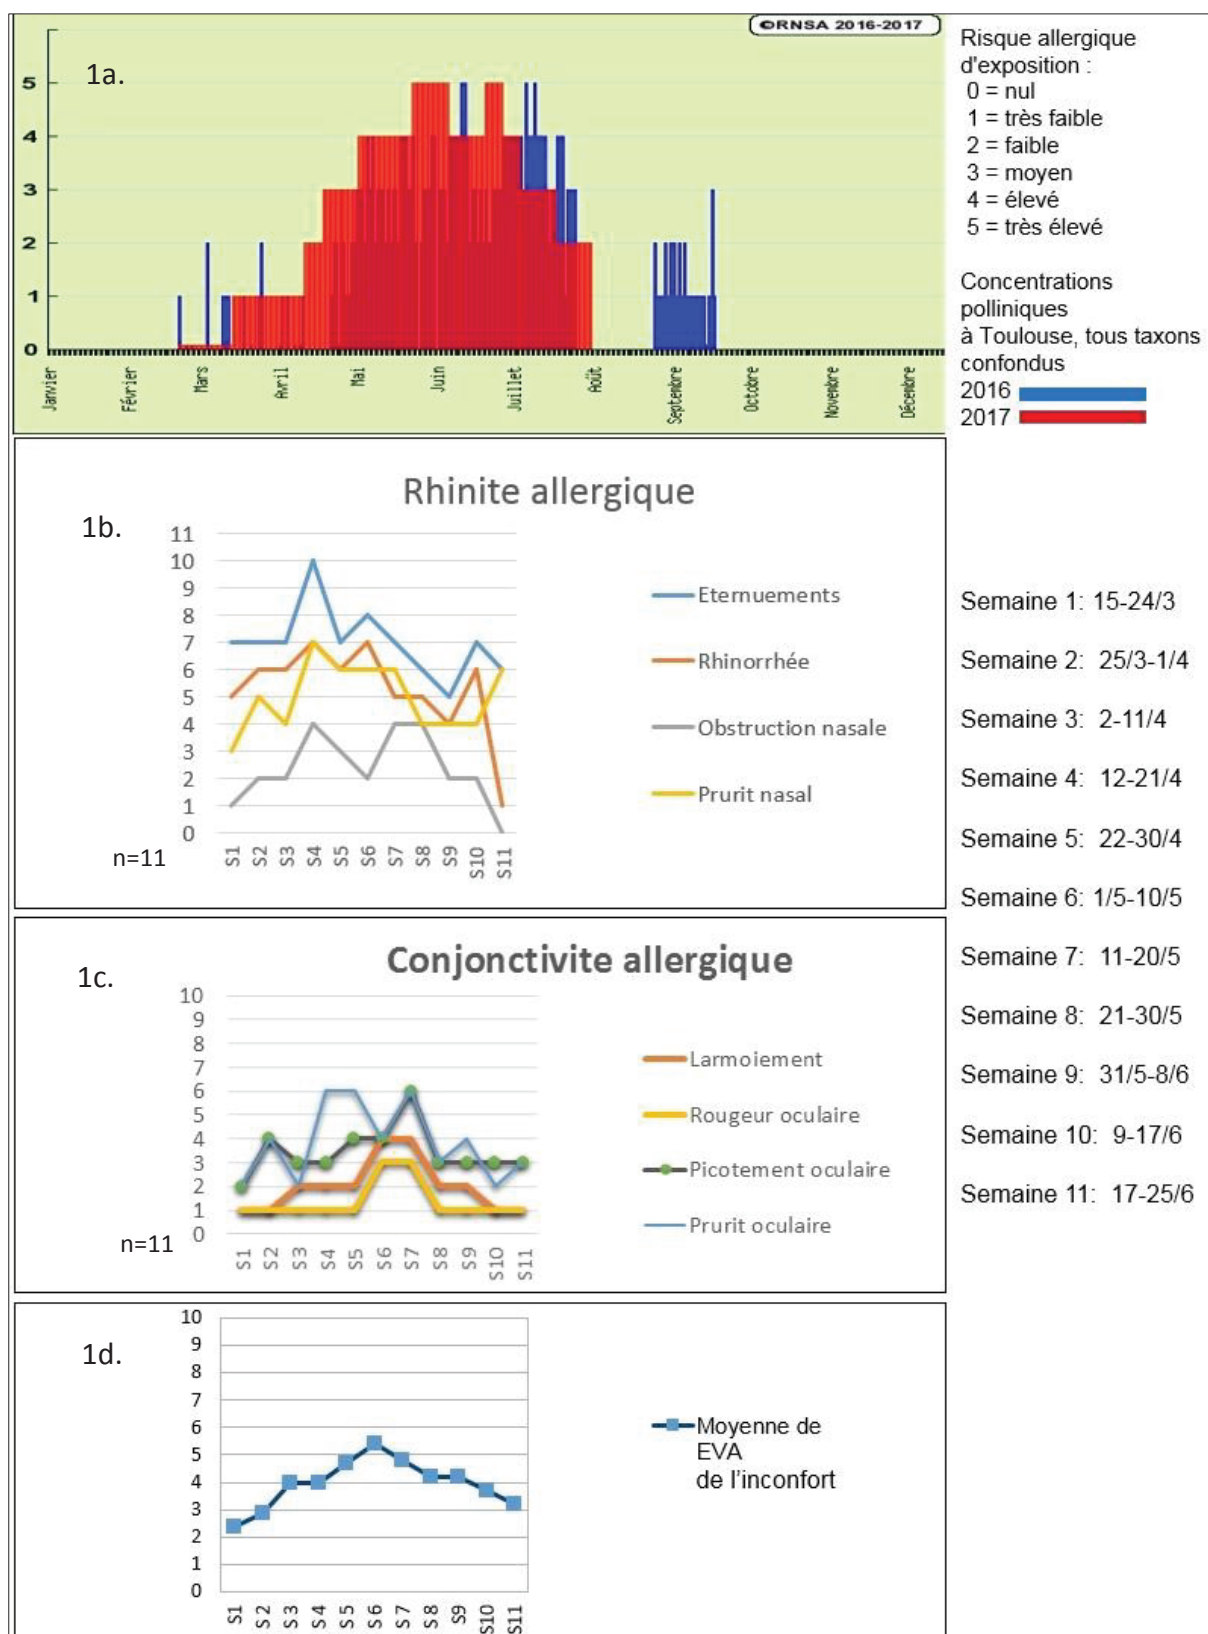 ©RNSA 2016-2017
1a.
5
4
3
2
1
0
Janvier
Février
Mars
Avril
Mai
Juin
Juillet
Août
Septembre
Octobre
Novembre
Décembre
Risque allergique
d'exposition :
0 = nul
1 = très faible
2 = faible
3 = moyen
4 = élevé
5 = très élevé
Concentrations
polliniques
à Toulouse, tous taxons
confondus
2016
2017
Rhinite allergique
1b.
11
10
9
8
7
6
5
4
3
2
1
0
n=11
S1
S2
S3
S4
S5
S6
S7
S8
S9
S10
S11
Eternuements
Rhinorrhée
Obstruction nasale
Prurit nasal
Semaine 1: 15-24/3
Semaine 2: 25/3-1/4
Semaine 3: 2-11/4
Semaine 4: 12-21/4
Semaine 5: 22-30/4
Semaine 6: 1/5-10/5
Semaine 7: 11-20/5
Semaine 8: 21-30/5
Semaine 9: 31/5-8/6
Semaine 10: 9-17/6
Semaine 11: 17-25/6
Conjonctivite allergique
1c.
10
9
8
7
6
5
4
3
2
1
0
n=11
S1
S2
S3
S4
S5
S6
S7
S8
S9
S10
S11
Larmoiement
Rougeur oculaire
Picotement oculaire
Prurit oculaire
1d.
10
9
8
7
6
5
4
3
2
1
0
S1
S 2
S 3
S 4
S 5
S 6
S 7
S 8
S9
S10
S11
Moyenne de
EVA
de l'inconfort